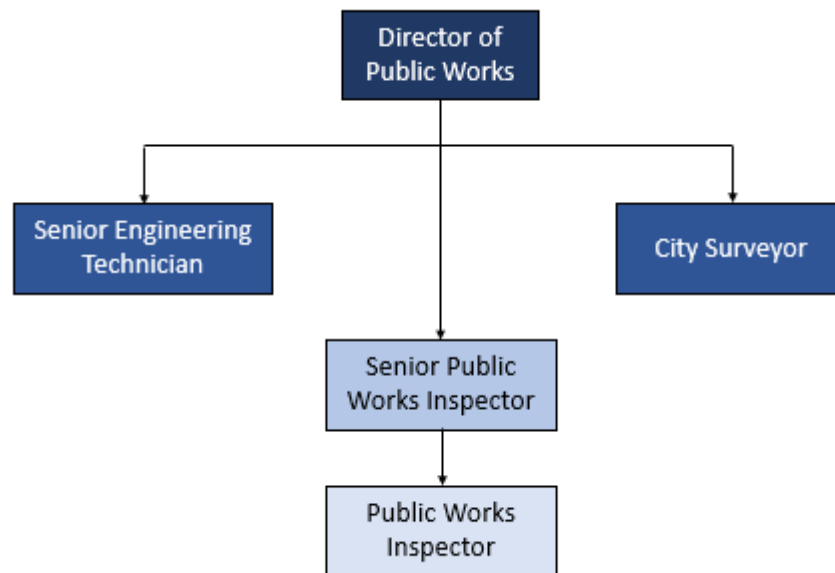 Director of
Public Works
Senior Engineering
Technician
City Surveyor
Senior Public
Works Inspector
Public Works
Inspector